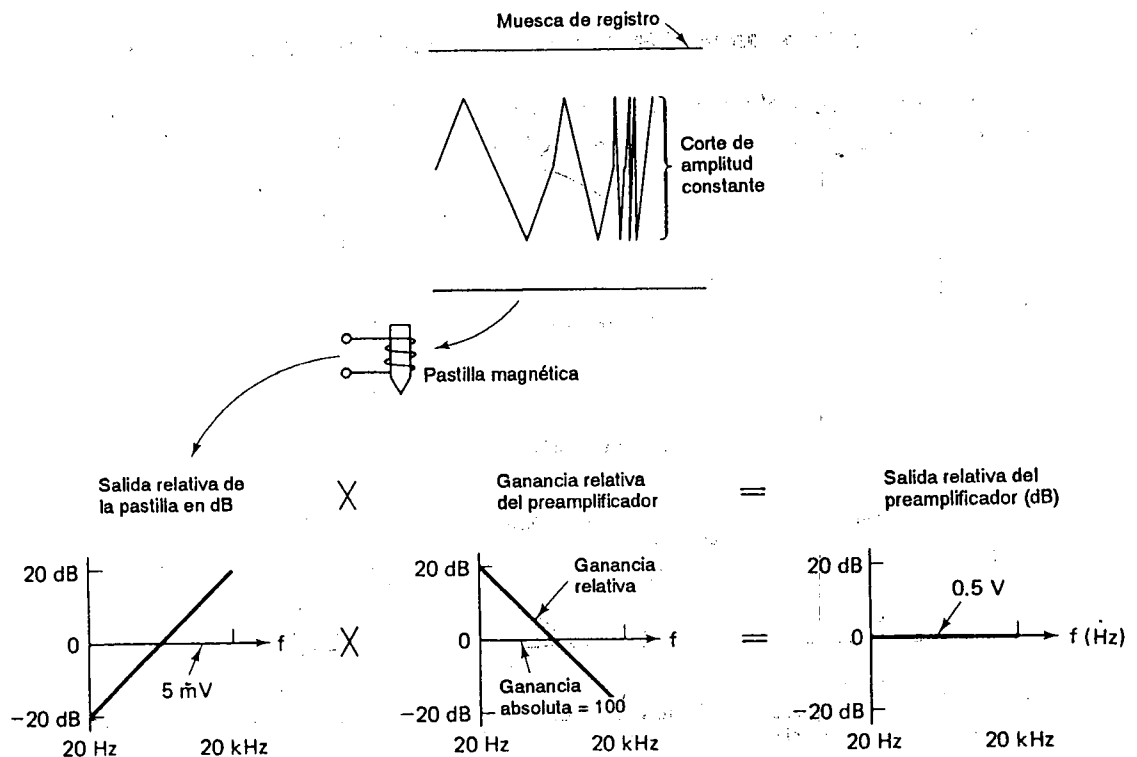 Muesca de registro
Corte de
amplitud
constante
Pastilla magnética
Salida relativa de
la pastilla en dB
X
Ganancia relativa
del preamplificador
=
Salida relativa del
preamplificador (dB)
20 dB
0
−20 dB
5 mV
f
20 Hz
20 kHz
X
20 dB
0
−20 dB
Ganancia
relativa
Ganancia
absoluta = 100
f
20 Hz
20 kHz
=
20 dB
0
−20 dB
0.5 V
f (Hz)
20 Hz
20 kHz